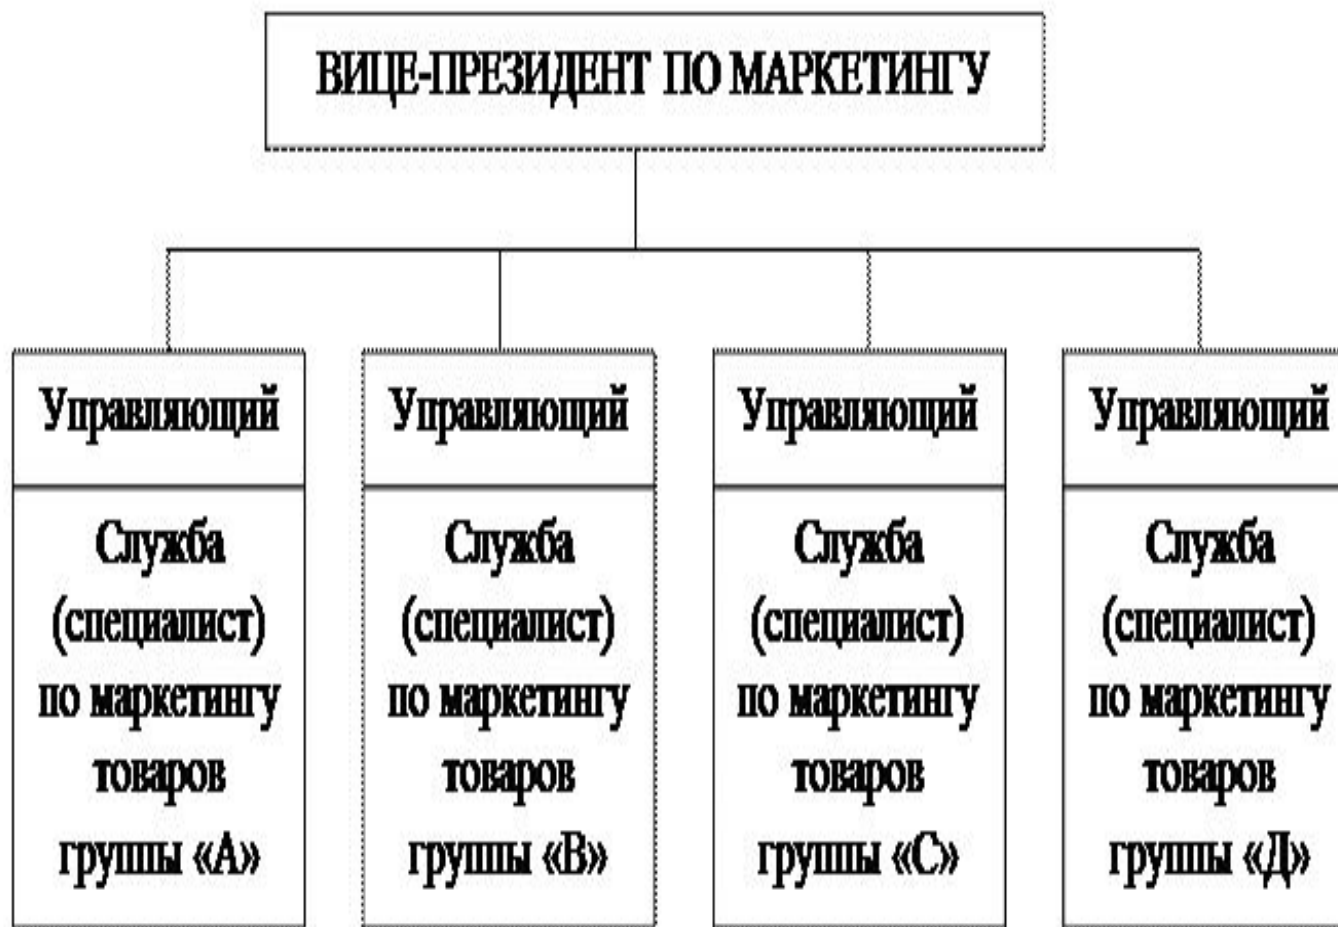 ВИЦЕ-ПРЕЗИДЕНТ ПО МАРКЕТИНГУ
Управляющий
Служба
(специалист)
по маркетингу
товаров
группы «А»
Управляющий
Служба
(специалист)
по маркетингу
товаров
группы «В»
Управляющий
Служба
(специалист)
по маркетингу
товаров
группы «С»
Управляющий
Служба
(специалист)
по маркетингу
товаров
группы «Д»